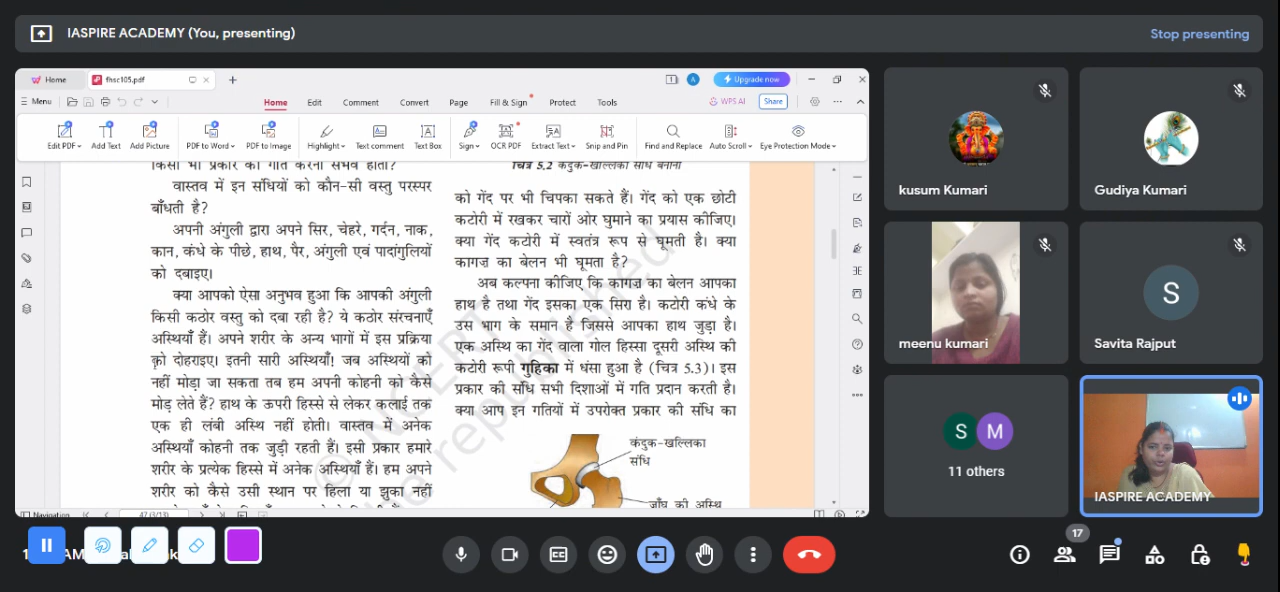 IASPIRE ACADEMY (You, presenting)
Stop presenting
Home
fhsc105.pdf
Upgrade now
Menu
Home Edit Comment Convert Page Fill & Sign Protect Tools
WPS AI
Share
Edit PDF Add Text Add Picture PDF to Word PDF to Image Highlight Text comment Text Box Sign OCR PDF Extract Text Snip and Pin Find and Replace Auto Scroll Eye Protection Mode
किसी भी प्रकार की गति करना संभव होता?
वास्तव में इन संधियों को कौन-सी वस्तु परस्पर
बाँधती है?
अपनी अंगुली द्वारा अपने सिर, चेहरे, गर्दन, नाक,
कान, कंधे के पीछे, हाथ, पैर, अंगुली एवं पादांगुलियों
को दबाइए।
क्या आपको ऐसा अनुभव हुआ कि आपकी अंगुली
किसी कठोर वस्तु को दबा रही है? ये कठोर संरचनाएँ
अस्थियाँ हैं। अपने शरीर के अन्य भागों में इस प्रक्रिया
को दोहराइए। इतनी सारी अस्थियाँ! जब अस्थियों को
नहीं मोड़ा जा सकता तब हम अपनी कोहनी को कैसे
मोड़ लेते हैं? हाथ के ऊपरी हिस्से से लेकर कलाई तक
एक ही लंबी अस्थि नहीं होती। वास्तव में अनेक
अस्थियाँ कोहनी तक जुड़ी रहती हैं। इसी प्रकार हमारे
शरीर के प्रत्येक हिस्से में अनेक अस्थियाँ हैं। हम अपने
शरीर को कैसे उसी स्थान पर हिला या झुका नहीं
चित्र 5.2 कंदुक-खल्लिका संधि बनाना
को गेंद पर भी चिपका सकते हैं। गेंद को एक छोटी
कटोरी में रखकर चारों ओर घुमाने का प्रयास कीजिए।
क्या गेंद कटोरी में स्वतंत्र रूप से घूमती है। क्या
कागज़ का बेलन भी घूमता है?
अब कल्पना कीजिए कि कागज़ का बेलन आपका
हाथ है तथा गेंद इसका एक सिरा है। कटोरी कंधे के
उस भाग के समान है जिससे आपका हाथ जुड़ा है।
एक अस्थि का गेंद वाला गोल हिस्सा दूसरी अस्थि की
कटोरी रूपी गुहिका में धंसा हुआ है (चित्र 5.3)। इस
प्रकार की संधि सभी दिशाओं में गति प्रदान करती है।
क्या आप इन गतियों में उपरोक्त प्रकार की संधि का
कंदुक-खल्लिका
संधि
जाँघ की अस्थि
© NCERT
republished
Navigation
47 (3/13)
kusum Kumari
Gudiya Kumari
meenu kumari
S
Savita Rajput
S M
11 others
IASPIRE ACADEMY
17